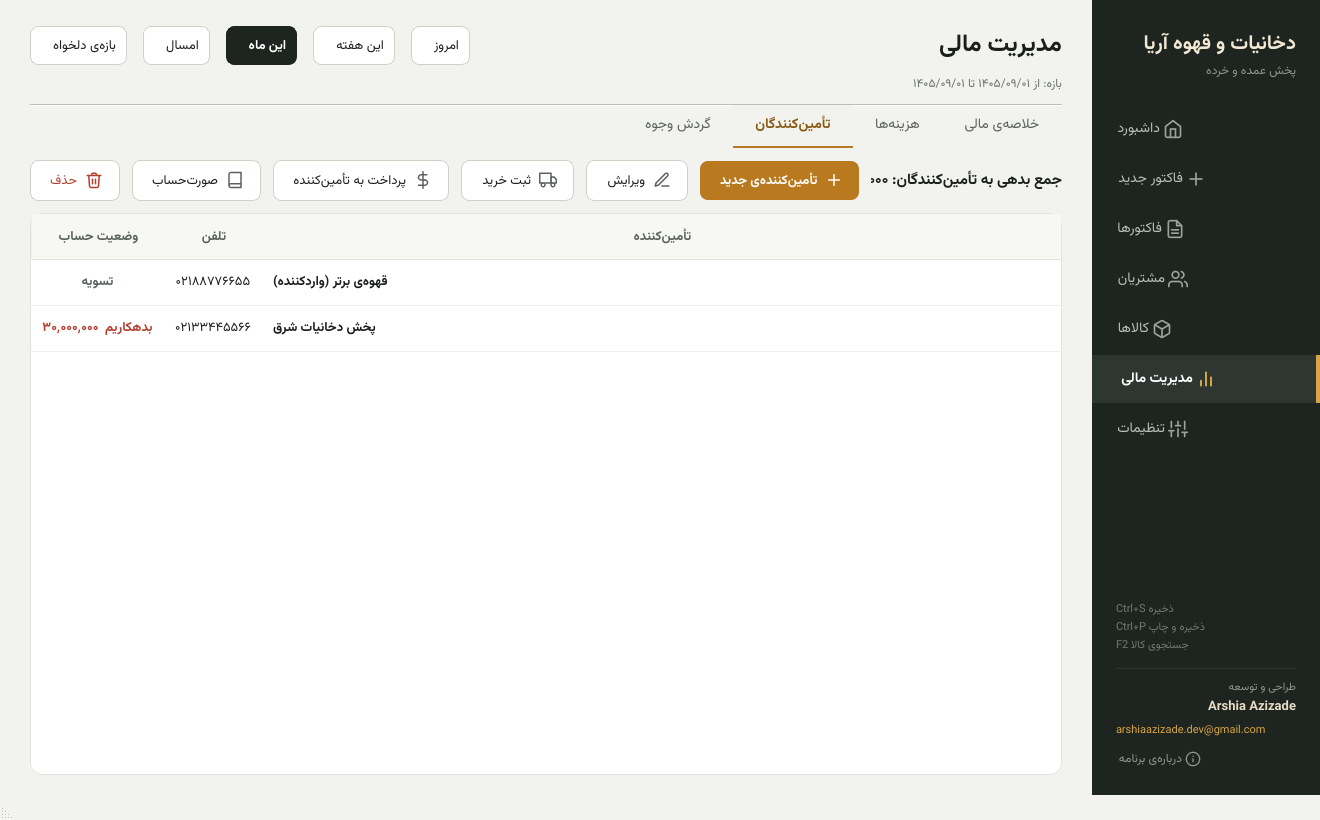 دخانیات و قهوه آریا
پخش عمده و خرده
داشبورد
فاکتور جدید
فاکتورها
مشتریان
کالاها
مدیریت مالی
تنظیمات
ذخیره Ctrl+S
ذخیره و چاپ Ctrl+P
جستجوی کالا F2
طراحی و توسعه
Arshia Azizade
arshiaazizade.dev@gmail.com
درباره‌ی برنامه
مدیریت مالی
امروز
این هفته
این ماه
امسال
بازه‌ی دلخواه
بازه: از ۱۴۰۵/۰۹/۰۱ تا ۱۴۰۵/۰۹/۰۱
خلاصه‌ی مالی
هزینه‌ها
تأمین‌کنندگان
گردش وجوه
جمع بدهی به تأمین‌کنندگان: ۰۰۰
تأمین‌کننده‌ی جدید
ویرایش
ثبت خرید
پرداخت به تأمین‌کننده
صورت‌حساب
حذف
تأمین‌کننده تلفن وضعیت حساب
قهوه‌ی برتر (واردکننده) ۰۲۱۸۸۷۷۶۶۵۵ تسویه
پخش دخانیات شرق ۰۲۱۳۳۴۴۵۵۶۶ بدهکاریم ۳۰,۰۰۰,۰۰۰